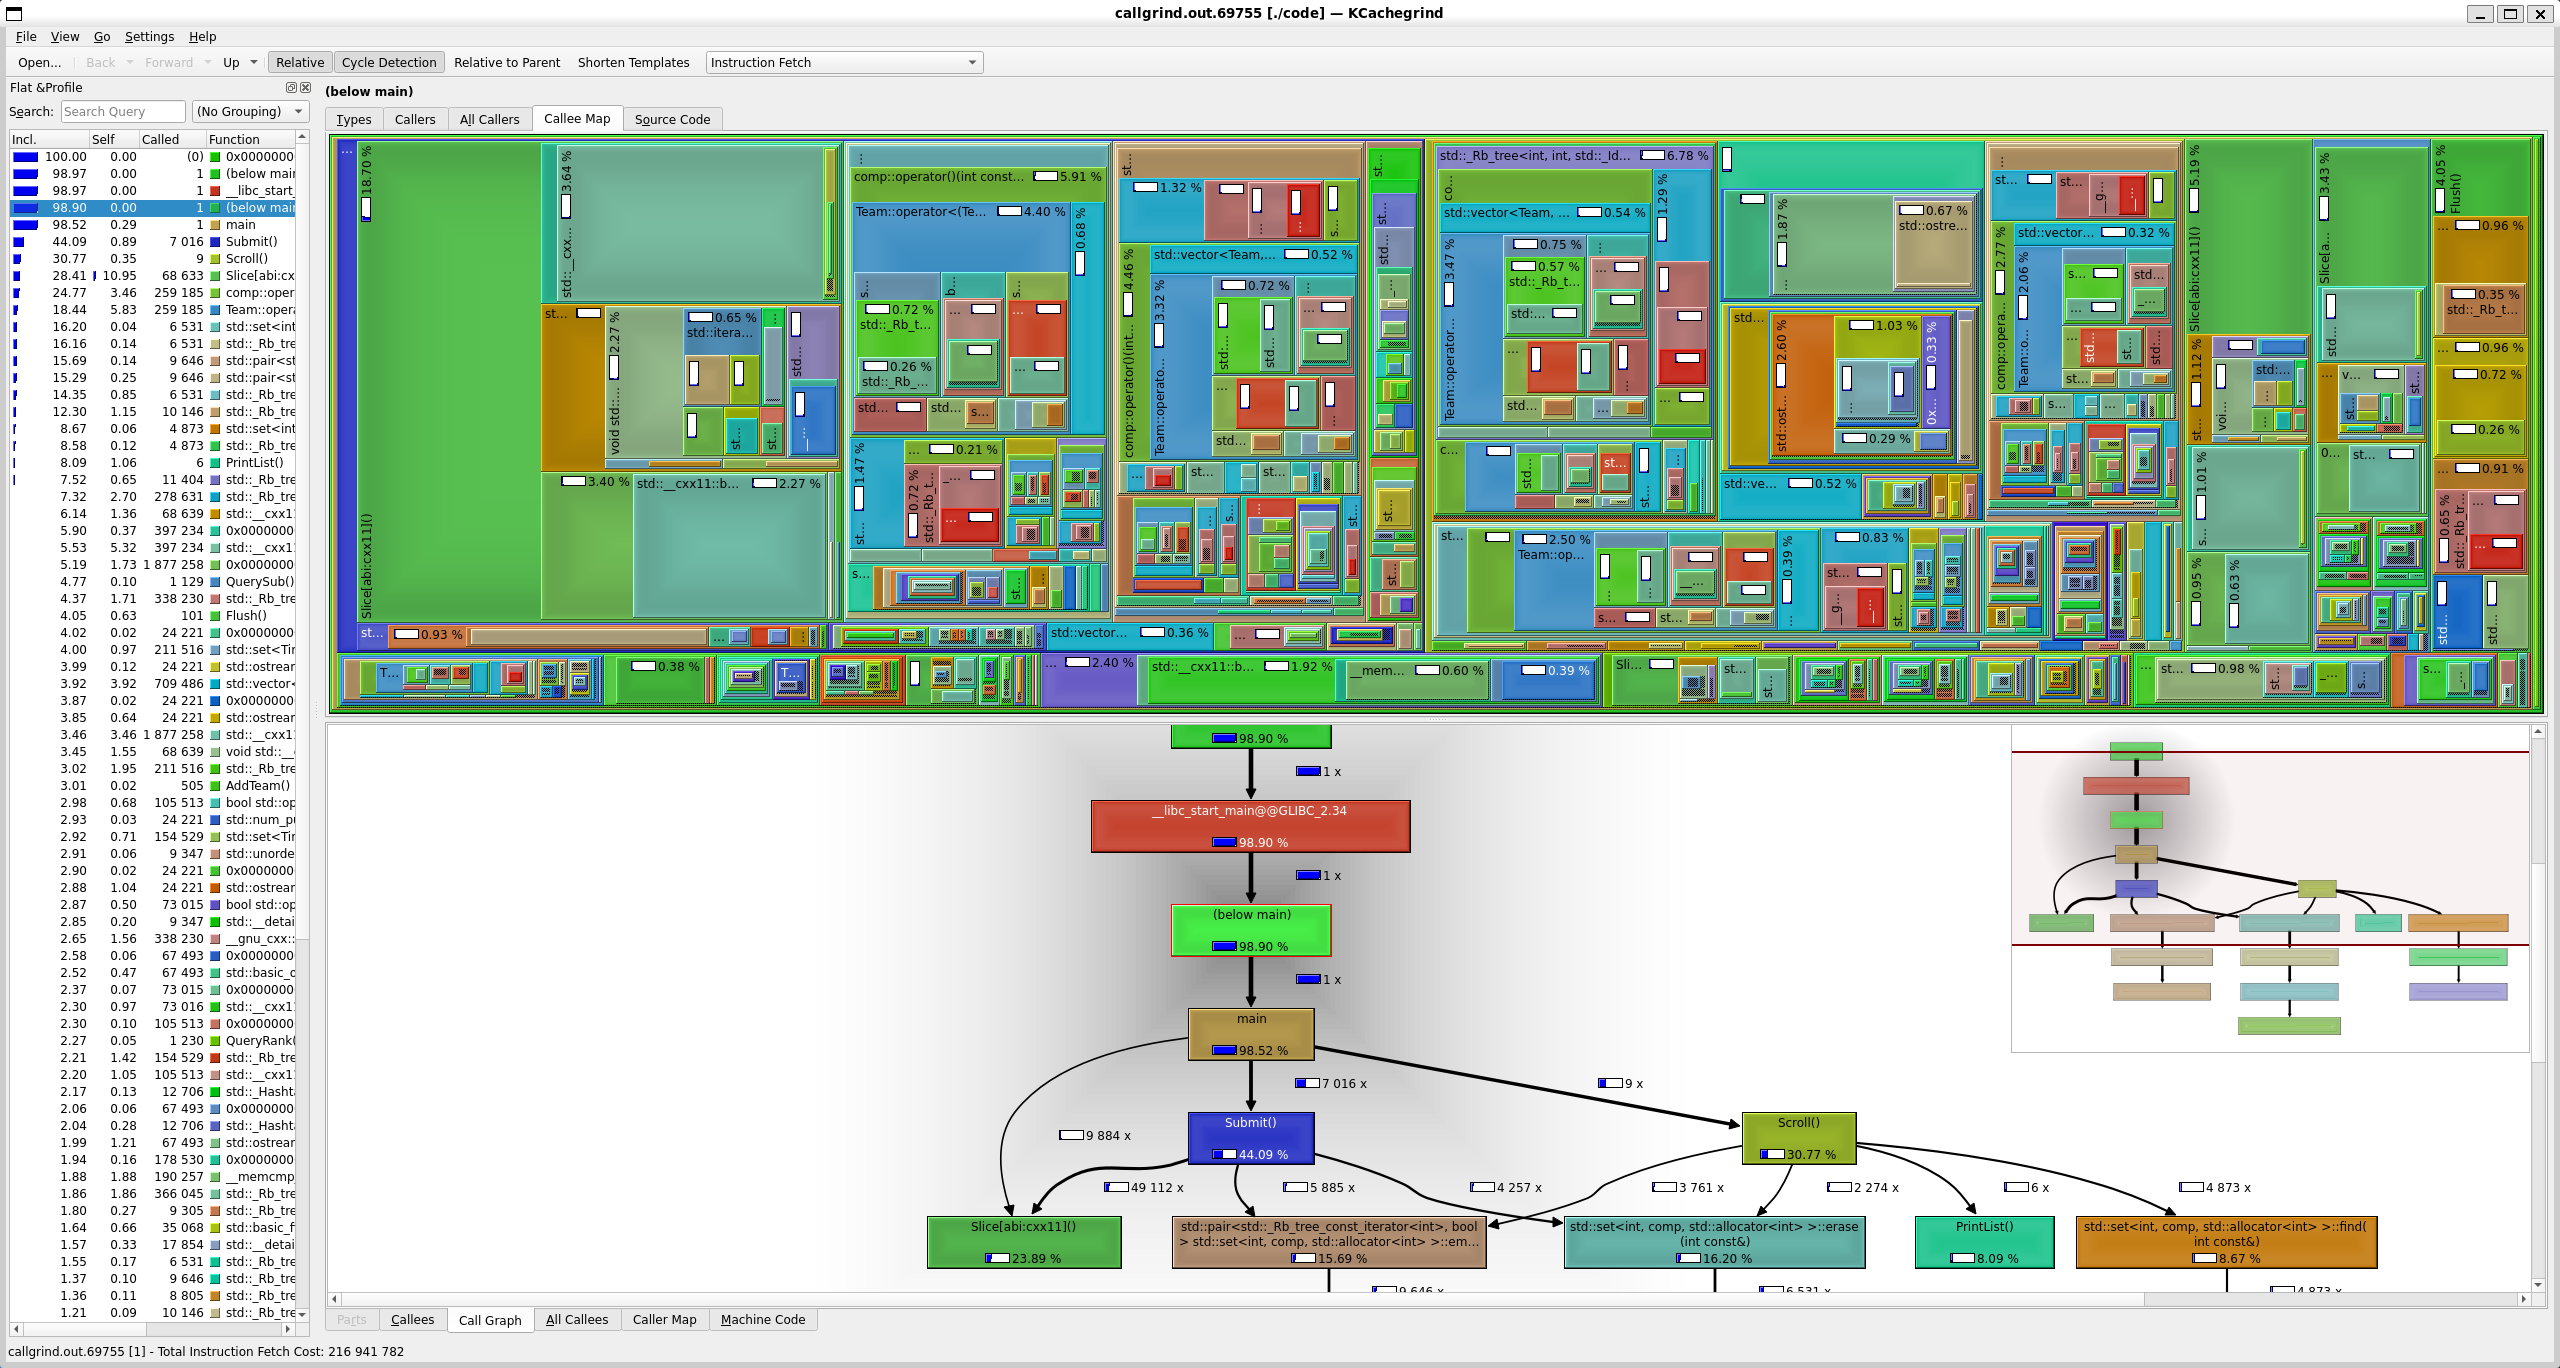 callgrind.out.69755 [./code] — KCachegrind
File View Go Settings Help
Open... Back Forward Up Relative Cycle Detection Relative to Parent Shorten Templates Instruction Fetch
Flat &Profile
Search: Search Query (No Grouping)
Incl. Self Called Function
100.00 0.00 (0) 0x0000000
98.97 0.00 1 (below mai
98.97 0.00 1 __libc_start_
98.90 0.00 1 (below mai
98.52 0.29 1 main
44.09 0.89 7 016 Submit()
30.77 0.35 9 Scroll()
28.41 10.95 68 633 Slice[abi:cx
24.77 3.46 259 185 comp::oper
18.44 5.83 259 185 Team::opera
16.20 0.04 6 531 std::set<int
16.16 0.14 6 531 std::_Rb_tre
15.69 0.14 9 646 std::pair<st
15.29 0.25 9 646 std::pair<st
14.35 0.85 6 531 std::_Rb_tre
12.30 1.15 10 146 std::_Rb_tre
8.67 0.06 4 873 std::set<int
8.58 0.12 4 873 std::_Rb_tre
8.09 1.06 6 PrintList()
7.52 0.65 11 404 std::_Rb_tre
7.32 2.70 278 631 std::_Rb_tre
6.14 1.36 68 639 std::__cxx1
5.90 0.37 397 234 0x0000000
5.53 5.32 397 234 std::__cxx1
5.19 1.73 1 877 258 0x0000000
4.77 0.10 1 129 QuerySub()
4.37 1.71 338 230 std::_Rb_tre
4.05 0.63 101 Flush()
4.02 0.02 24 221 0x0000000
4.00 0.97 211 516 std::set<Tir
3.99 0.12 24 221 std::ostrear
3.92 3.92 709 486 std::vector<
3.87 0.02 24 221 0x0000000
3.85 0.64 24 221 std::ostrear
3.46 3.46 1 877 258 std::__cxx1
3.45 1.55 68 639 void std::__
3.02 1.95 211 516 std::_Rb_tre
3.01 0.02 505 AddTeam()
2.98 0.68 105 513 bool std::op
2.93 0.03 24 221 std::num_pu
2.92 0.71 154 529 std::set<Tir
2.91 0.06 9 347 std::unorde
2.90 0.02 24 221 0x0000000
2.88 1.04 24 221 std::ostrear
2.87 0.50 73 015 bool std::op
2.85 0.20 9 347 std::__detai
2.65 1.56 338 230 __gnu_cxx::
2.58 0.06 67 493 0x0000000
2.52 0.47 67 493 std::basic_o
2.37 0.07 73 015 0x0000000
2.30 0.97 73 016 std::__cxx1
2.30 0.10 105 513 0x0000000
2.27 0.05 1 230 QueryRank(
2.21 1.42 154 529 std::_Rb_tre
2.20 1.05 105 513 std::__cxx1
2.17 0.13 12 706 std::_Hasht
2.06 0.06 67 493 0x0000000
2.04 0.28 12 706 std::_Hasht
1.99 1.21 67 493 std::ostrear
1.94 0.16 178 530 0x0000000
1.88 1.88 190 257 __memcmp_
1.86 1.86 366 045 std::_Rb_tre
1.80 0.27 9 305 std::_Rb_tre
1.64 0.66 35 068 std::basic_f
1.57 0.33 17 854 std::__detai
1.55 0.17 6 531 std::_Rb_tre
1.37 0.10 9 646 std::_Rb_tre
1.36 0.11 8 805 std::_Rb_tre
1.21 0.09 10 146 std::_Rb_tre
(below main)
Types Callers All Callers Callee Map Source Code
Slice[abi:cxx11]() 18.70 %
std::__cxx... 3.64 %
void std::... 2.27 %
0.65 %
std::itera...
3.40 %
std::__cxx11::b... 2.27 %
comp::operator()(int const... 5.91 %
Team::operator<(Te... 4.40 %
0.68 %
0.72 %
std::_Rb_t...
0.26 %
std::_Rb_...
1.47 %
0.21 %
0.72 %
1.32 %
comp::operator()(int... 4.46 %
std::vector<Team,... 0.52 %
Team::operato... 3.32 %
0.72 %
std::_Rb_tree<int, int, std::_Id... 6.78 %
std::vector<Team, ... 0.54 %
1.29 %
Team::operator... 3.47 %
0.75 %
0.57 %
std::_Rb_t...
1.87 %
0.67 %
std::ostre...
std::ost... 2.60 %
1.03 %
0.33 %
0.29 %
std::ve... 0.52 %
2.50 %
Team::op...
0.39 %
0.83 %
comp::opera... 2.77 %
std::vector... 0.32 %
Team::o... 2.06 %
Slice[abi:cxx11]() 5.19 %
1.12 %
1.01 %
0.95 %
0.63 %
Slice[a... 3.43 %
Flush() 4.05 %
0.96 %
0.35 %
std::_Rb_t...
0.96 %
0.72 %
0.26 %
0.91 %
std::_Rb_tr... 0.65 %
0.93 %
std::vector... 0.36 %
0.38 %
2.40 %
std::__cxx11::b... 1.92 %
__mem... 0.60 %
0.39 %
Sli...
st... 0.98 %
98.90 %
1 x
__libc_start_main@@GLIBC_2.34
98.90 %
1 x
(below main)
98.90 %
1 x
main
98.52 %
7 016 x
9 x
Submit()
44.09 %
Scroll()
30.77 %
9 884 x
49 112 x
5 885 x
4 257 x
3 761 x
2 274 x
6 x
4 873 x
Slice[abi:cxx11]()
23.89 %
std::pair<std::_Rb_tree_const_iterator<int>, bool
> std::set<int, comp, std::allocator<int> >::em...
15.69 %
std::set<int, comp, std::allocator<int> >::erase
(int const&)
16.20 %
PrintList()
8.09 %
std::set<int, comp, std::allocator<int> >::find(
int const&)
8.67 %
9 646 x
6 531 x
4 873 x
Parts Callees Call Graph All Callees Caller Map Machine Code
callgrind.out.69755 [1] - Total Instruction Fetch Cost: 216 941 782